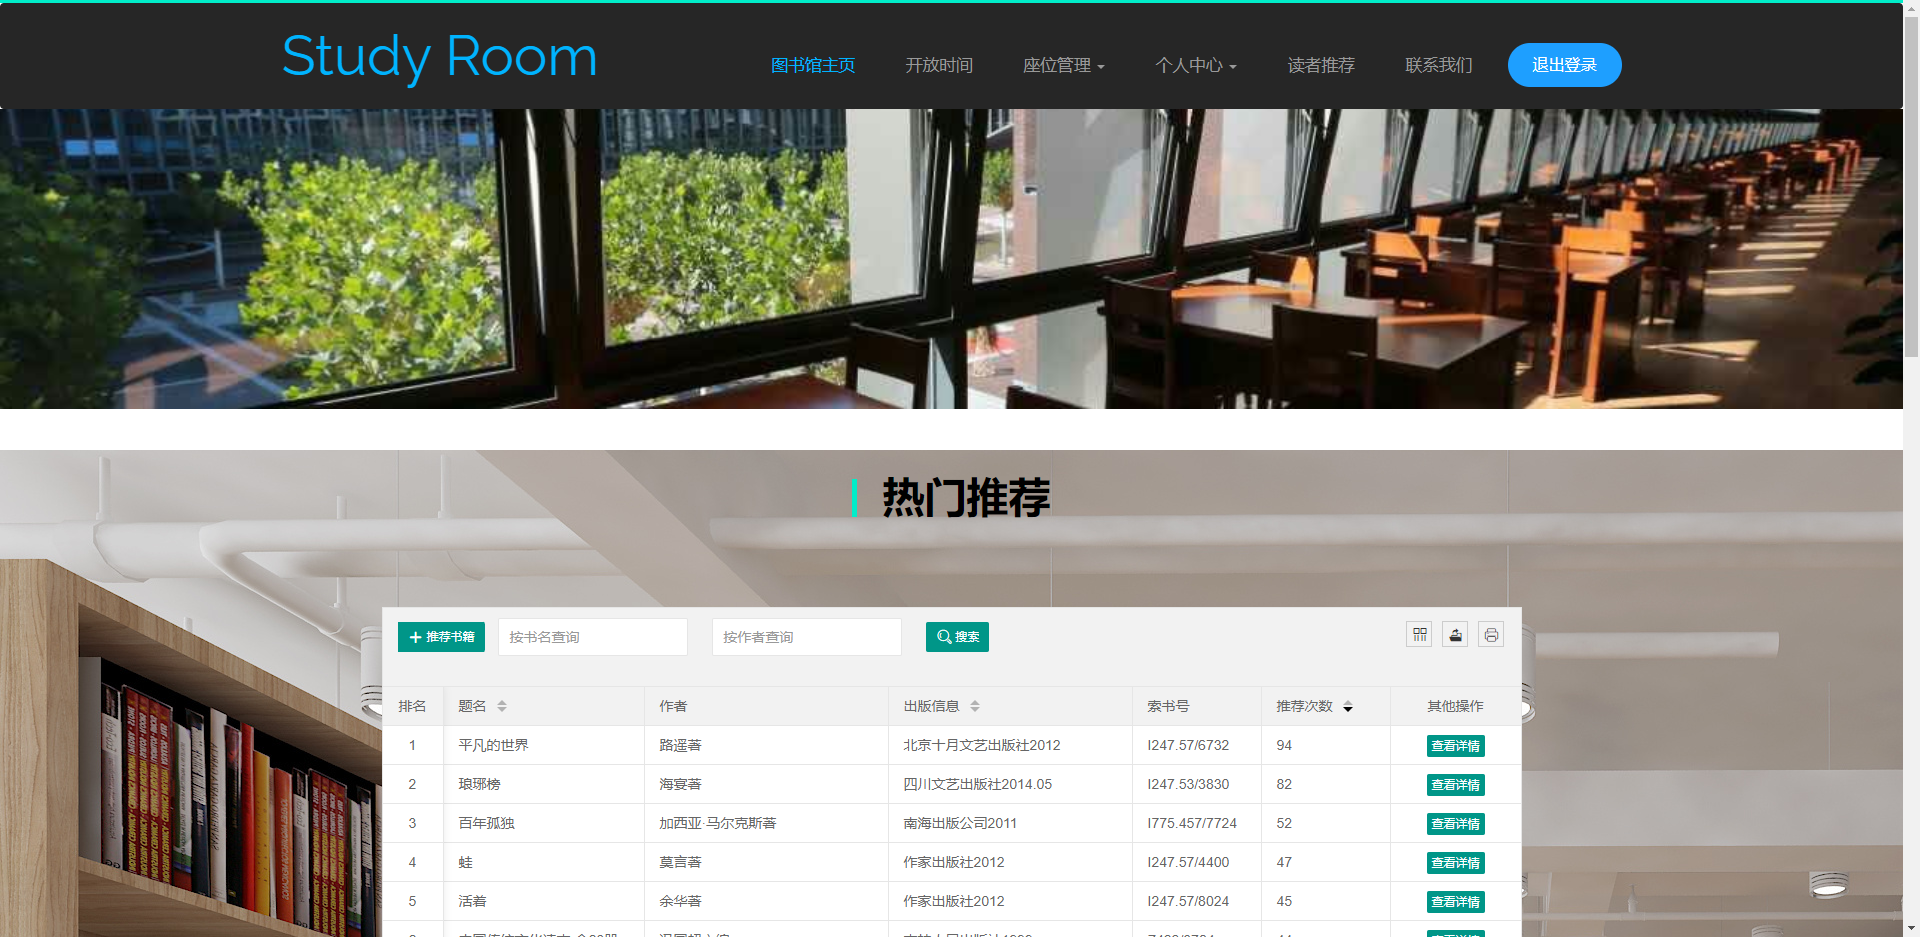 Study Room
图书馆主页 开放时间 座位管理 个人中心 读者推荐 联系我们 退出登录
热门推荐
推荐书籍 按书名查询 按作者查询 搜索
排名 题名 作者 出版信息 索书号 推荐次数 其他操作
1 平凡的世界 路遥著 北京十月文艺出版社2012 I247.57/6732 94 查看详情
2 琅琊榜 海宴著 四川文艺出版社2014.05 I247.53/3830 82 查看详情
3 百年孤独 加西亚·马尔克斯著 南海出版公司2011 I775.457/7724 52 查看详情
4 蛙 莫言著 作家出版社2012 I247.57/4400 47 查看详情
5 活着 余华著 作家出版社2012 I247.57/8024 45 查看详情